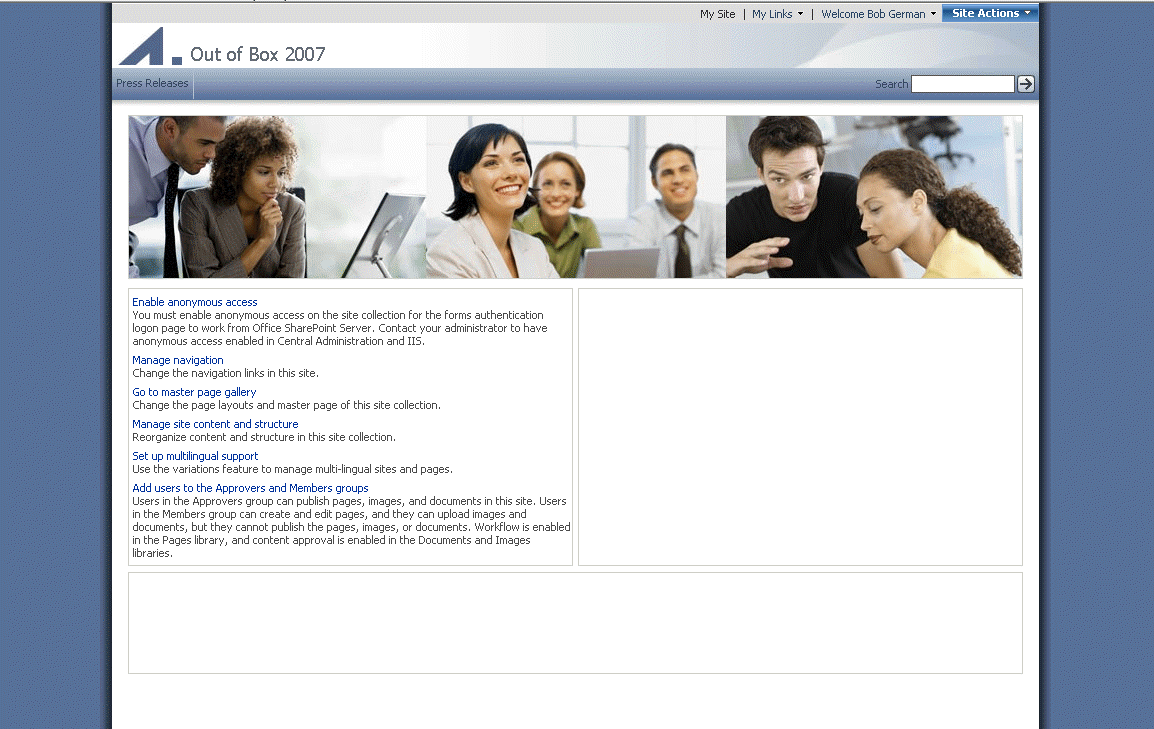 My Site | My Links | Welcome Bob German Site Actions
Out of Box 2007
Press Releases
Search
Enable anonymous access
You must enable anonymous access on the site collection for the forms authentication
logon page to work from Office SharePoint Server. Contact your administrator to have
anonymous access enabled in Central Administration and IIS.
Manage navigation
Change the navigation links in this site.
Go to master page gallery
Change the page layouts and master page of this site collection.
Manage site content and structure
Reorganize content and structure in this site collection.
Set up multilingual support
Use the variations feature to manage multi-lingual sites and pages.
Add users to the Approvers and Members groups
Users in the Approvers group can publish pages, images, and documents in this site. Users
in the Members group can create and edit pages, and they can upload images and
documents, but they cannot publish the pages, images, or documents. Workflow is enabled
in the Pages library, and content approval is enabled in the Documents and Images
libraries.